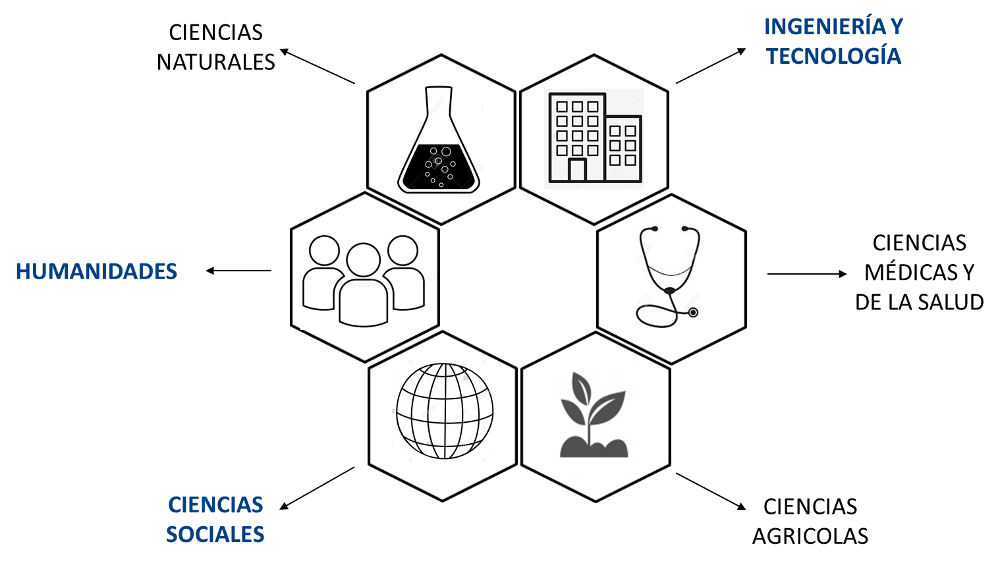 CIENCIAS
NATURALES
INGENIERÍA Y
TECNOLOGÍA
HUMANIDADES
CIENCIAS
MÉDICAS Y
DE LA SALUD
CIENCIAS
SOCIALES
CIENCIAS
AGRICOLAS